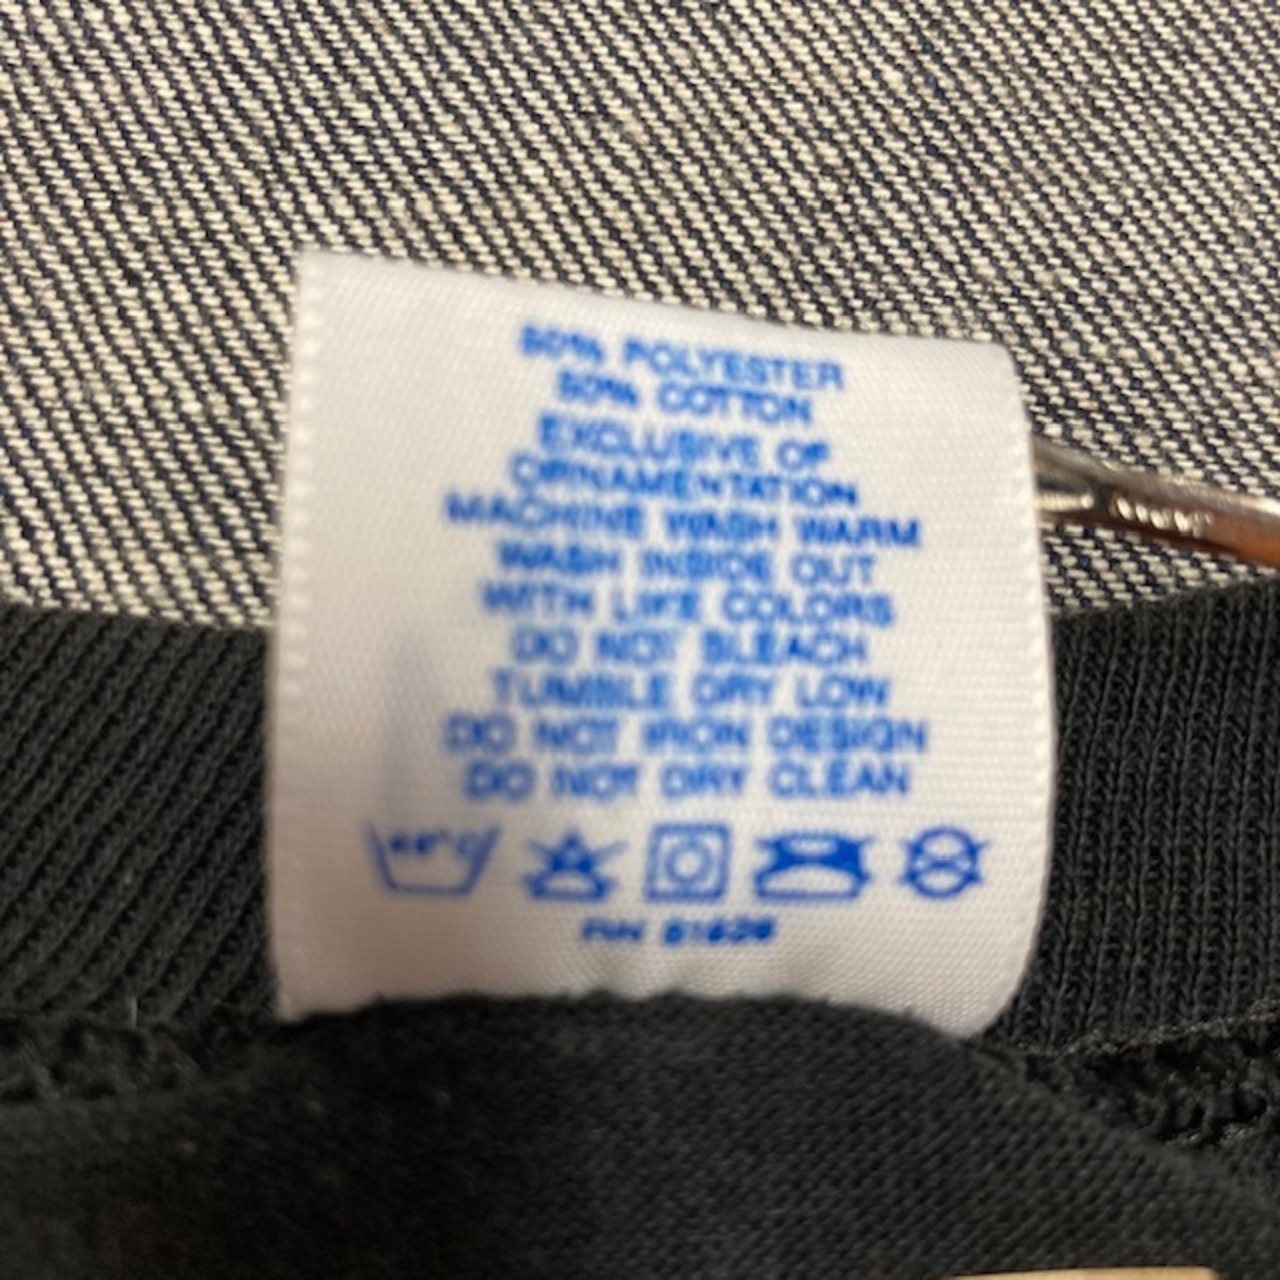 50% POLYESTER
50% COTTON
EXCLUSIVE OF
ORNAMENTATION
MACHINE WASH WARM
WASH INSIDE OUT
WITH LIKE COLORS
DO NOT BLEACH
TUMBLE DRY LOW
DO NOT IRON DESIGN
DO NOT DRY CLEAN
RN